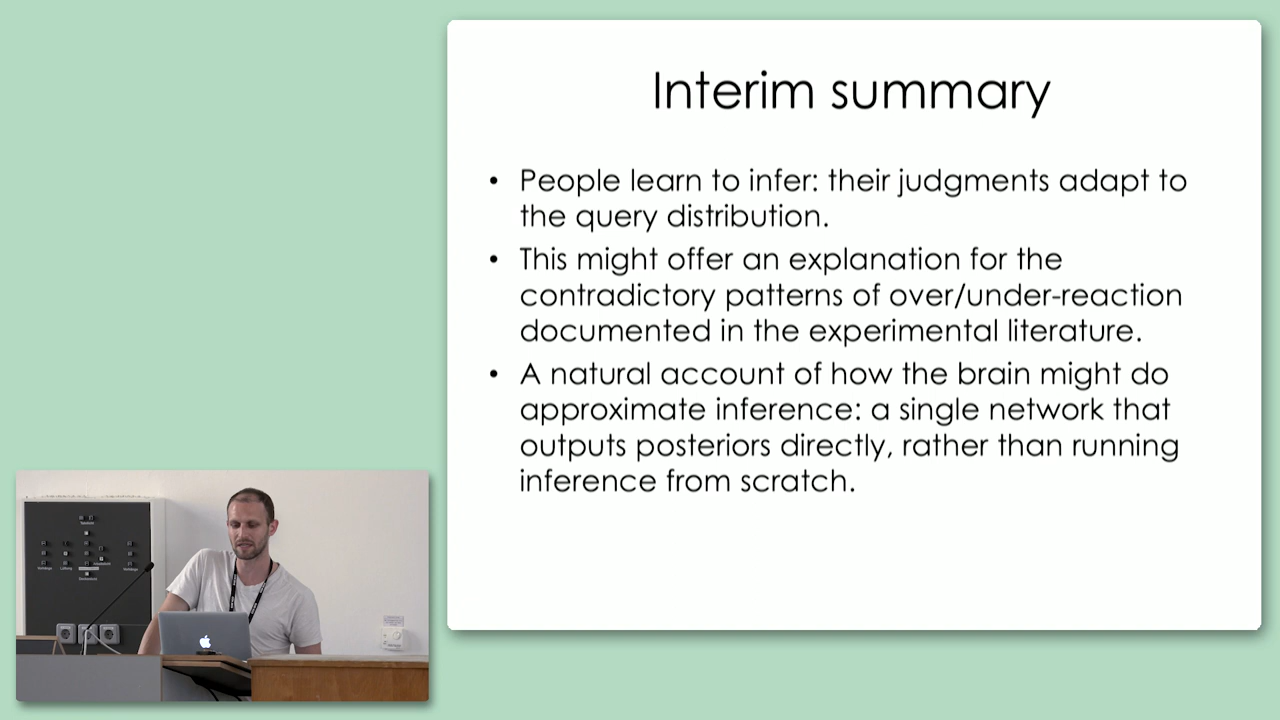 Interim summary
• People learn to infer: their judgments adapt to
the query distribution.
• This might offer an explanation for the
contradictory patterns of over/under-reaction
documented in the experimental literature.
• A natural account of how the brain might do
approximate inference: a single network that
outputs posteriors directly, rather than running
inference from scratch.